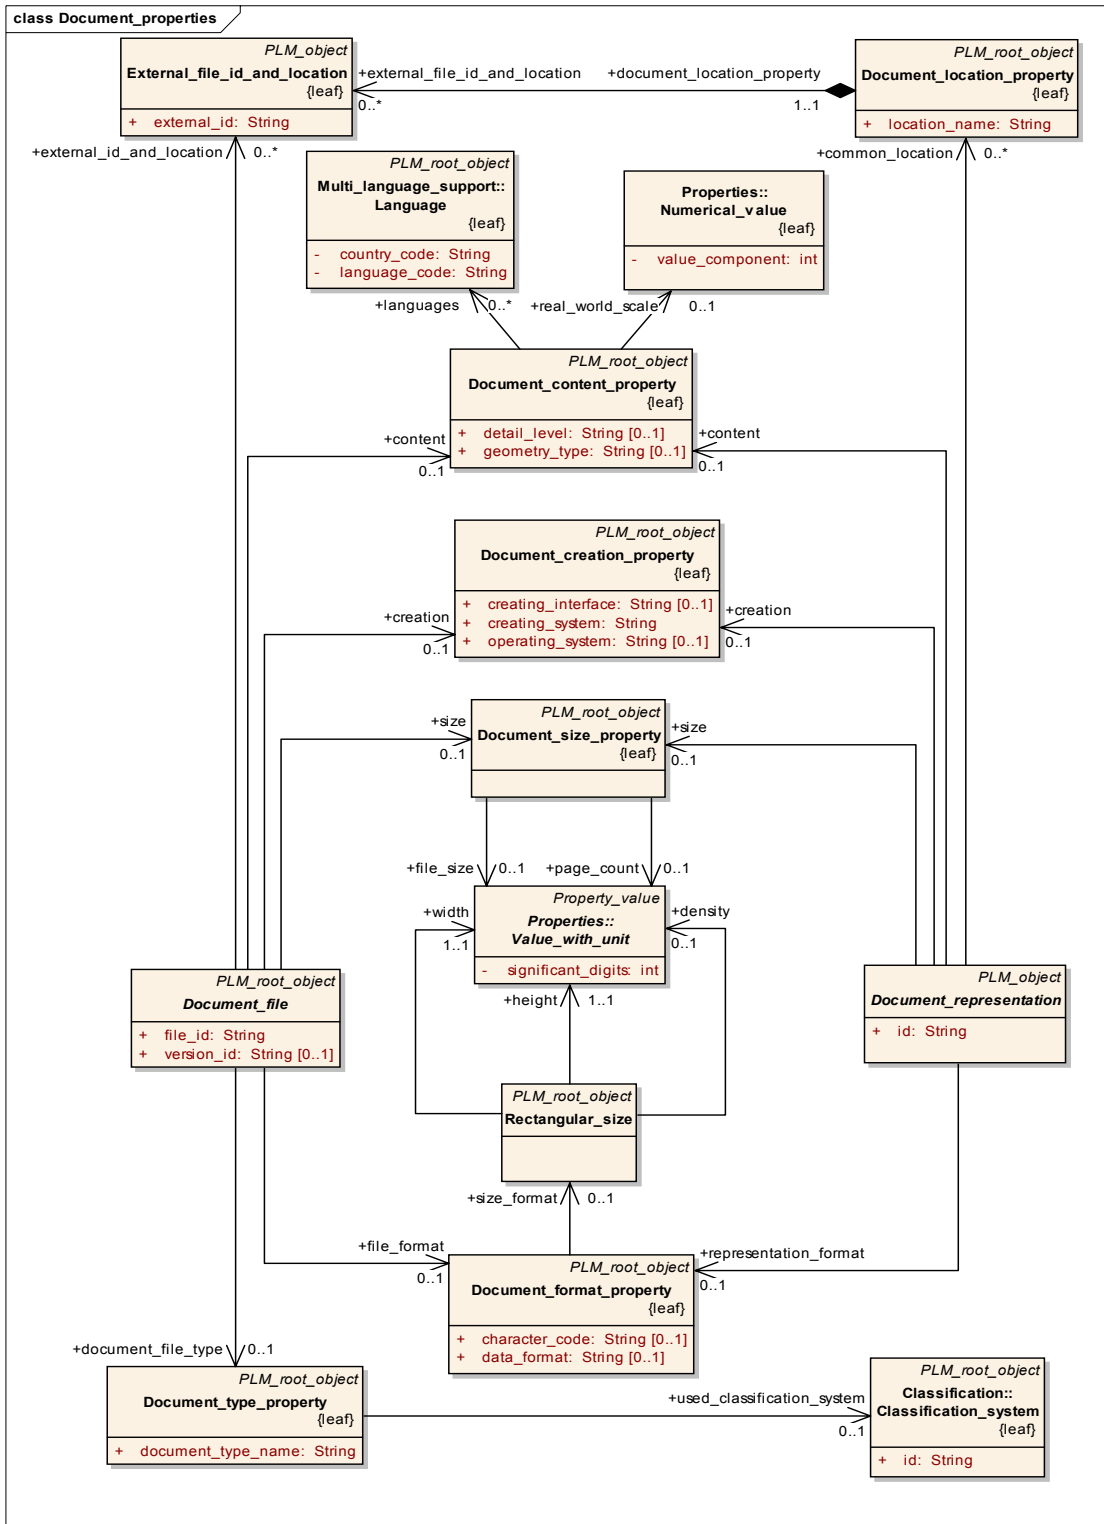 class Document_properties
PLM_object
External_file_id_and_location
{leaf}
+ external_id: String
+external_file_id_and_location
0..*
+document_location_property
1..1
PLM_root_object
Document_location_property
{leaf}
+ location_name: String
+external_id_and_location
0..*
+common_location
0..*
PLM_root_object
Multi_language_support::
Language
{leaf}
- country_code: String
- language_code: String
Properties::
Numerical_value
{leaf}
- value_component: int
+languages
0..*
+real_world_scale
0..1
PLM_root_object
Document_content_property
{leaf}
+ detail_level: String [0..1]
+ geometry_type: String [0..1]
+content
0..1
+content
0..1
PLM_root_object
Document_creation_property
{leaf}
+ creating_interface: String [0..1]
+ creating_system: String
+ operating_system: String [0..1]
+creation
0..1
+creation
0..1
PLM_root_object
Document_size_property
{leaf}
+size
0..1
+size
0..1
+file_size
0..1
+page_count
0..1
Property_value
Properties::
Value_with_unit
- significant_digits: int
+width
1..1
+density
0..1
+height
1..1
PLM_root_object
Document_file
+ file_id: String
+ version_id: String [0..1]
PLM_object
Document_representation
+ id: String
PLM_root_object
Rectangular_size
+size_format
0..1
+file_format
0..1
+representation_format
0..1
PLM_root_object
Document_format_property
{leaf}
+ character_code: String [0..1]
+ data_format: String [0..1]
+document_file_type
0..1
PLM_root_object
Document_type_property
{leaf}
+ document_type_name: String
+used_classification_system
0..1
PLM_root_object
Classification::
Classification_system
{leaf}
+ id: String